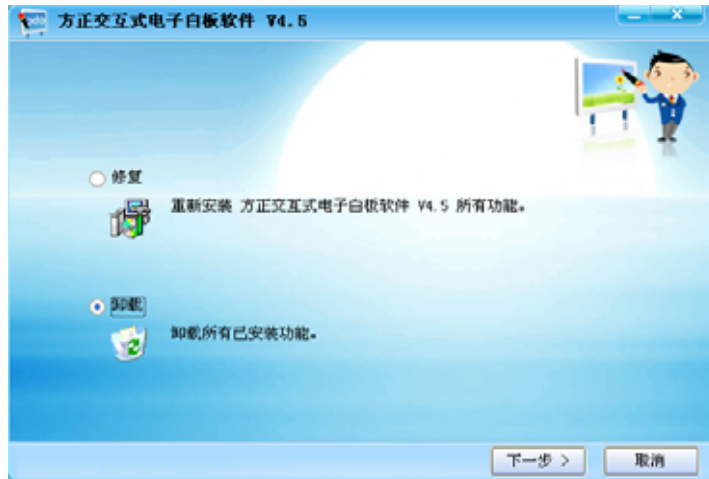 方正交互式电子白板软件 V4.5
修复
重新安装 方正交互式电子白板软件 V4.5 所有功能。
卸载
卸载所有已安装功能。
下一步 >
取消